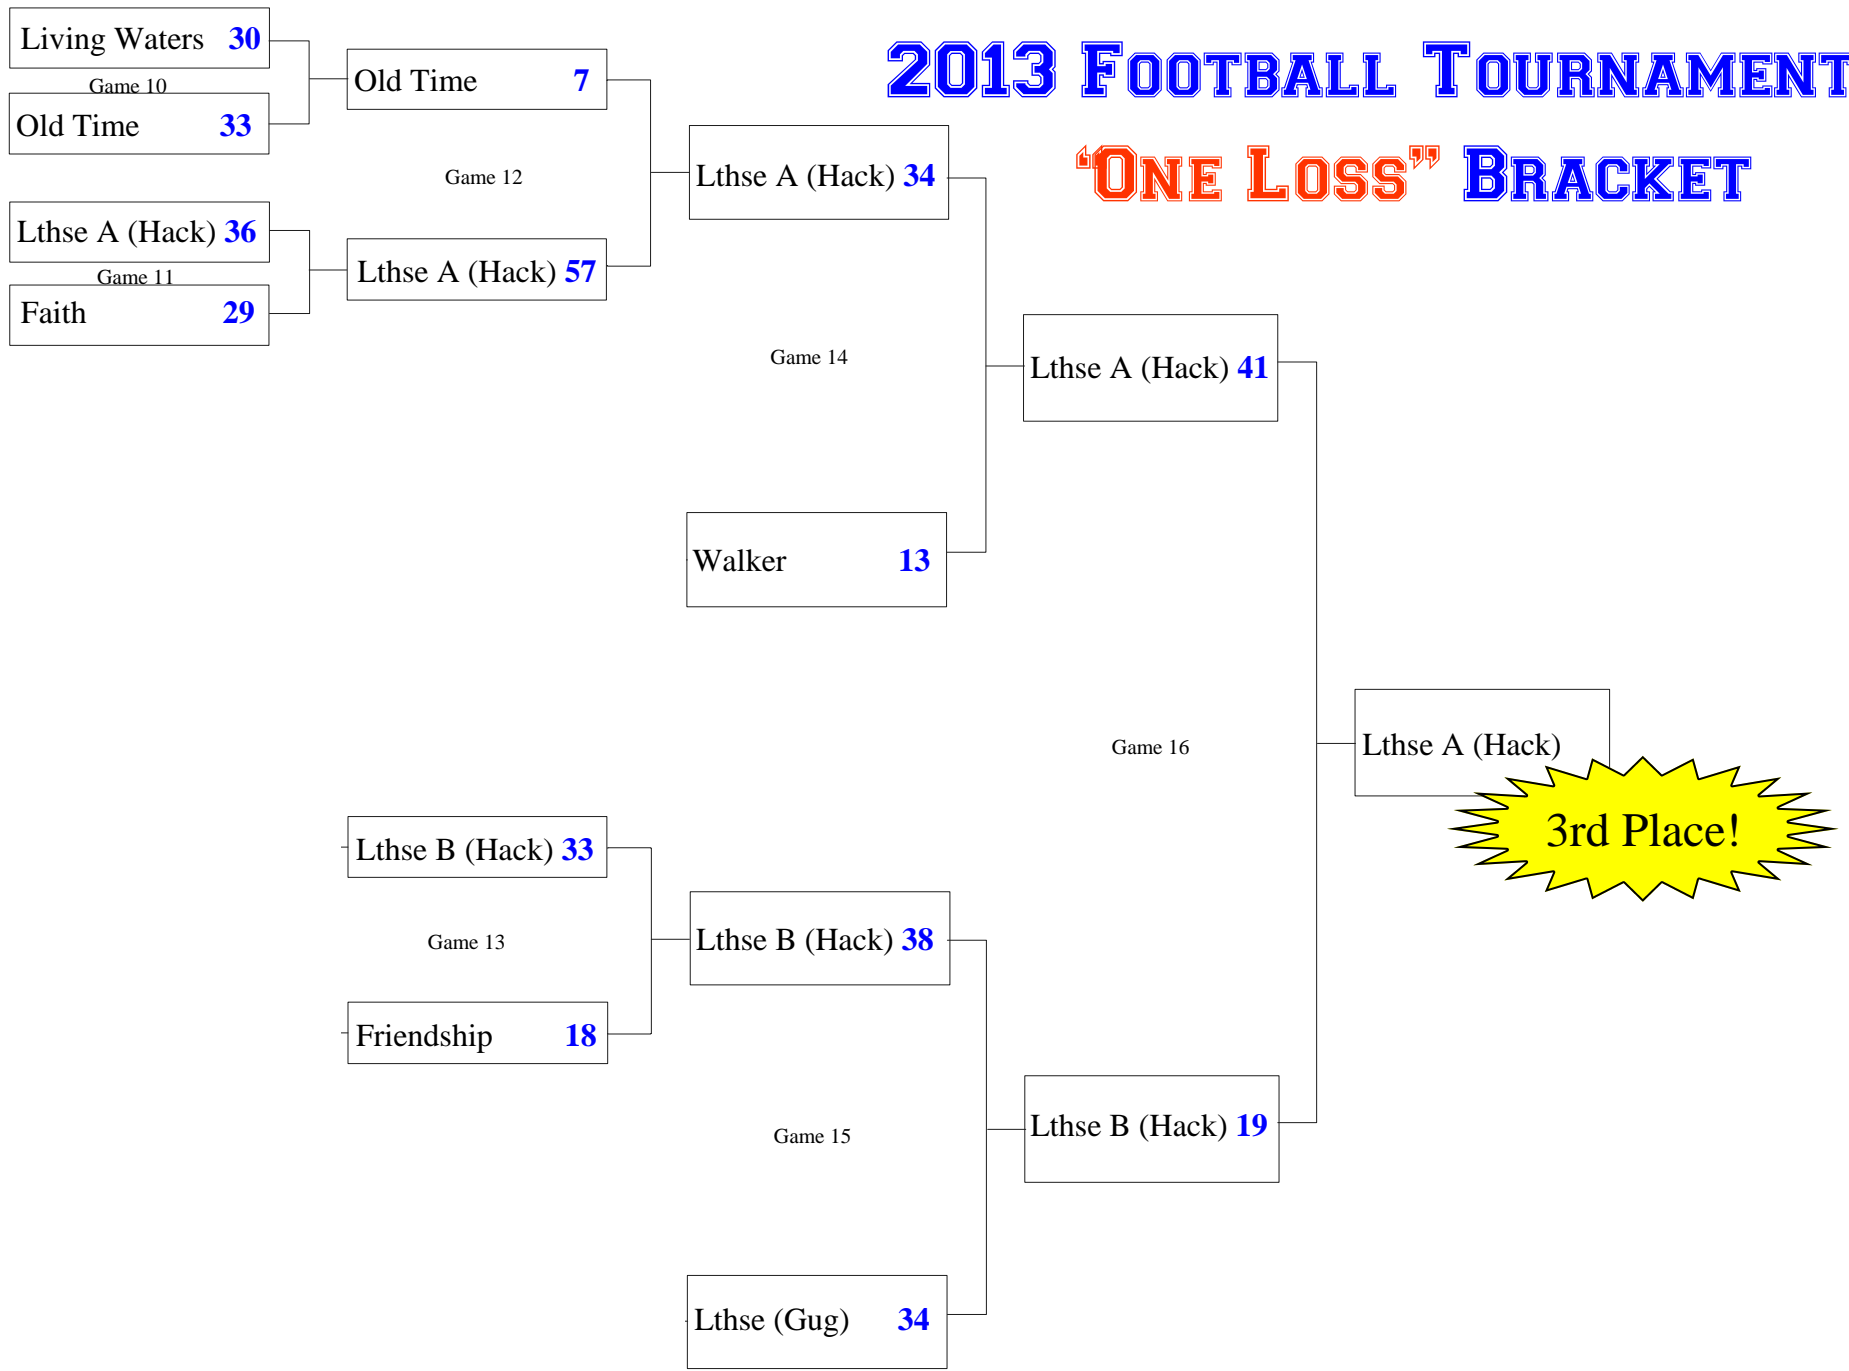 2013 Football Tournament
"One Loss" Bracket
Living Waters 30
Game 10
Old Time 33
Lthse A (Hack) 36
Game 11
Faith 29
Old Time 7
Game 12
Lthse A (Hack) 57
Lthse A (Hack) 34
Game 14
Walker 13
Lthse A (Hack) 41
Game 16
Lthse A (Hack)
3rd Place!
Lthse B (Hack) 33
Game 13
Friendship 18
Lthse B (Hack) 38
Game 15
Lthse (Gug) 34
Lthse B (Hack) 19